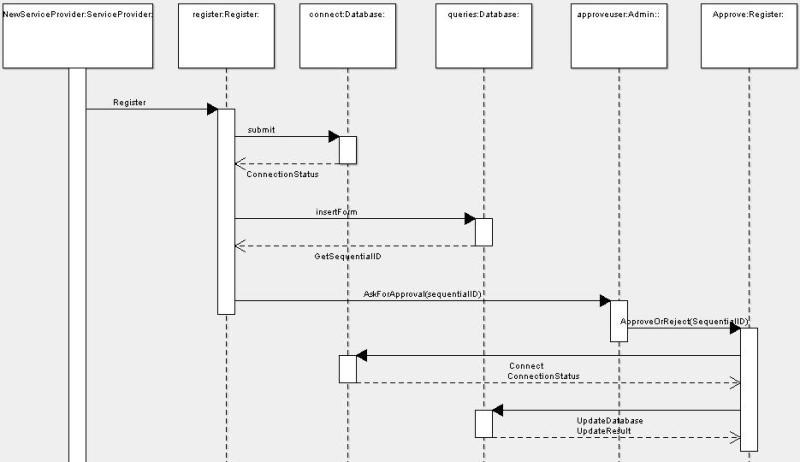 NewServiceProvider:ServiceProvider:
register:Register:
connect:Database:
queries:Database:
approveuser:Admin::
Approve:Register:
Register
submit
ConnectionStatus
insertForm
GetSequentialID
AskForApproval(sequentialID)
ApproveOrReject(SequentialID)
Connect
ConnectionStatus
UpdateDatabase
UpdateResult